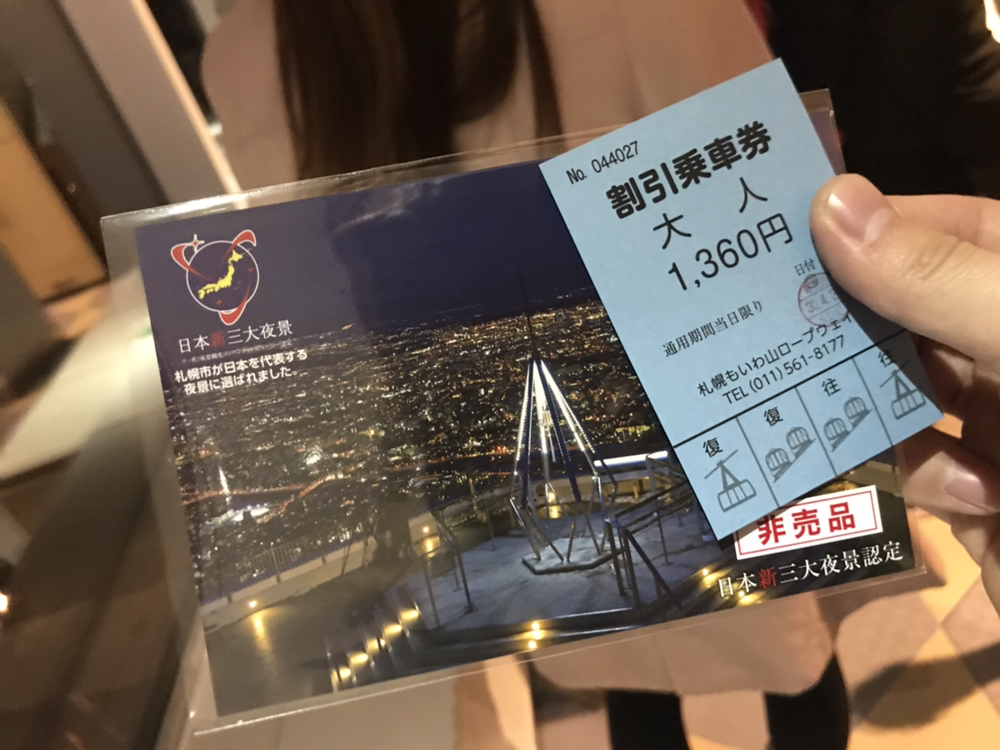 日本新三大夜景
札幌市が日本を代表する
夜景に選ばれました。
No. 044027
割引乗車券
大 人
1,360円
日付
通用期間当日限り
札幌もいわ山ロープウェイ
TEL (011) 561-8177
復
復
往
往
非売品
日本新三大夜景認定